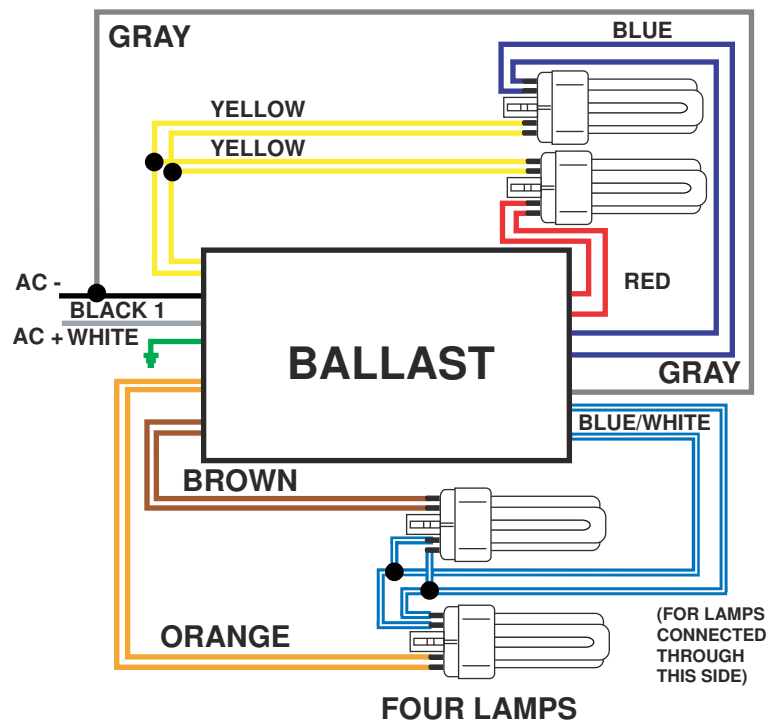 GRAY
BLUE
YELLOW
YELLOW
RED
AC -
BLACK 1
AC + WHITE
BALLAST
GRAY
BLUE/WHITE
BROWN
ORANGE
(FOR LAMPS
CONNECTED
THROUGH
THIS SIDE)
FOUR LAMPS